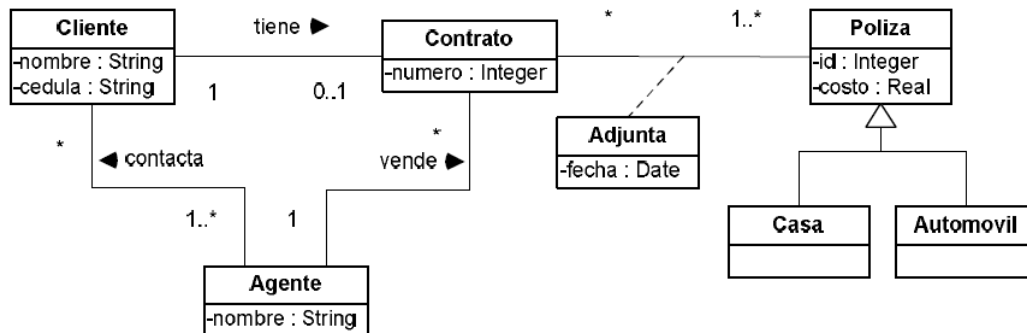 Cliente
-nombre : String
-cedula : String
tiene ►
1
0..1
Contrato
-numero : Integer
*
1..*
Poliza
-id : Integer
-costo : Real
Adjunta
-fecha : Date
*
◄ contacta
1..*
*
vende ►
1
Casa
Automovil
Agente
-nombre : String